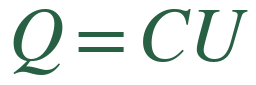 Q = CU